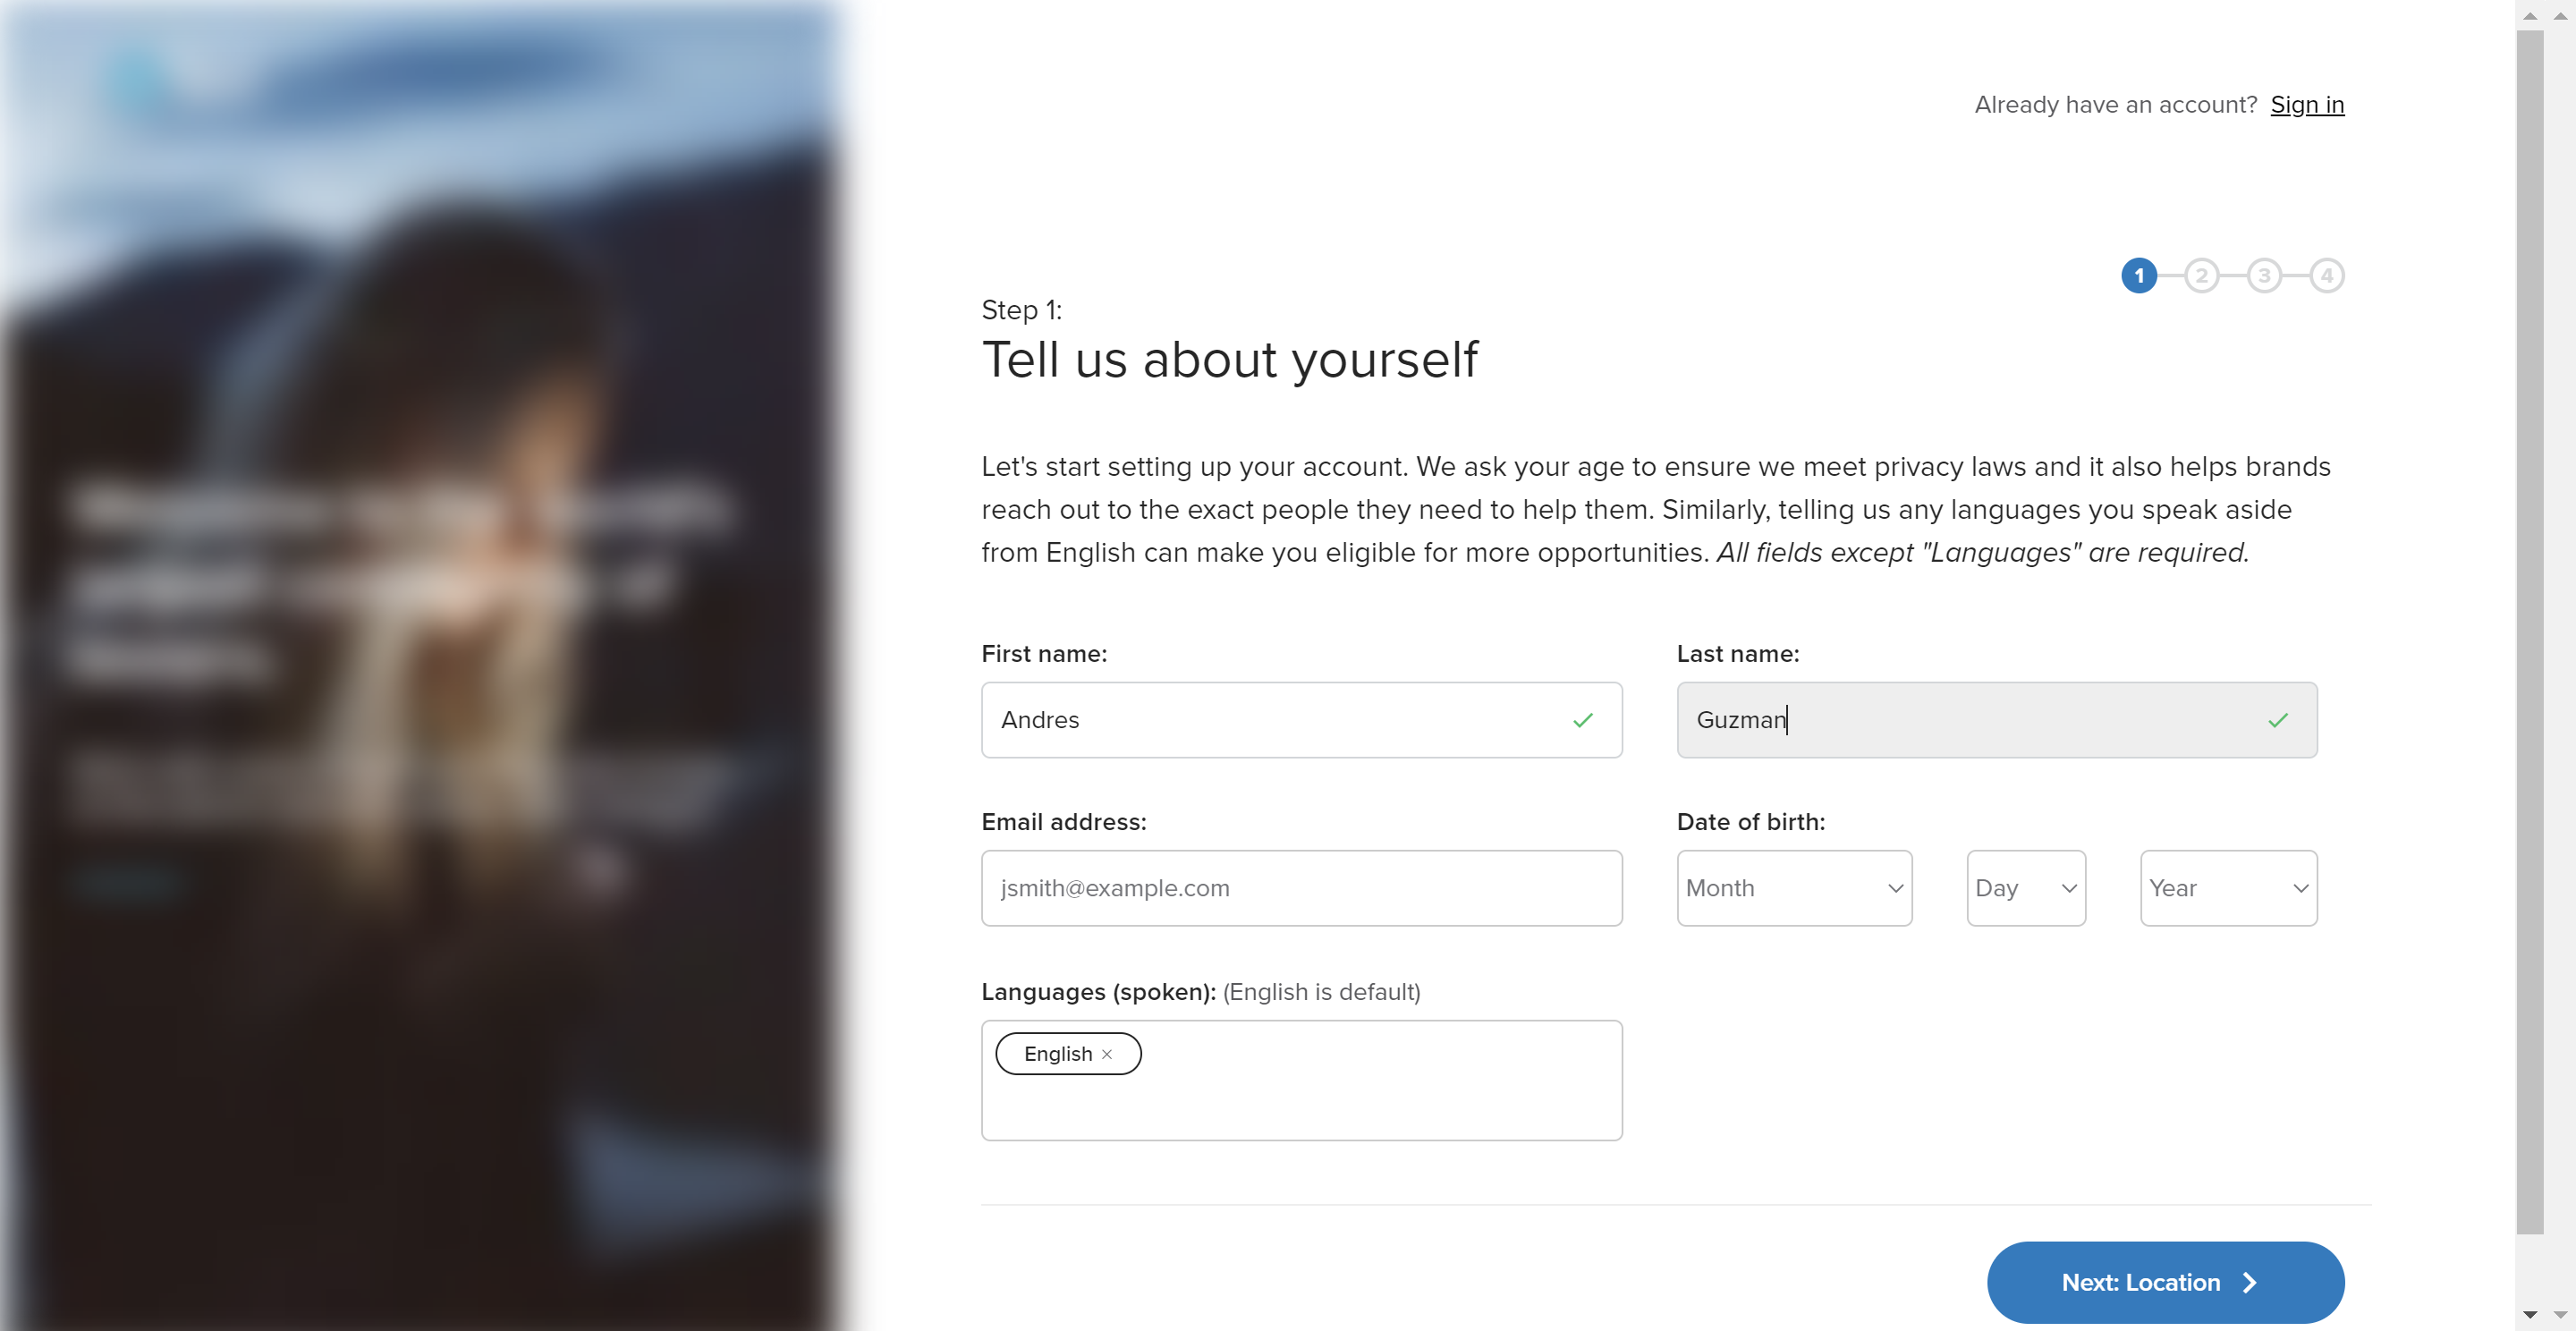 Already have an account? Sign in
1 2 3 4
Step 1:
Tell us about yourself
Let's start setting up your account. We ask your age to ensure we meet privacy laws and it also helps brands
reach out to the exact people they need to help them. Similarly, telling us any languages you speak aside
from English can make you eligible for more opportunities. All fields except "Languages" are required.
First name:
Last name:
Andres
Guzman
Email address:
Date of birth:
jsmith@example.com
Month
Day
Year
Languages (spoken): (English is default)
English ×
Next: Location